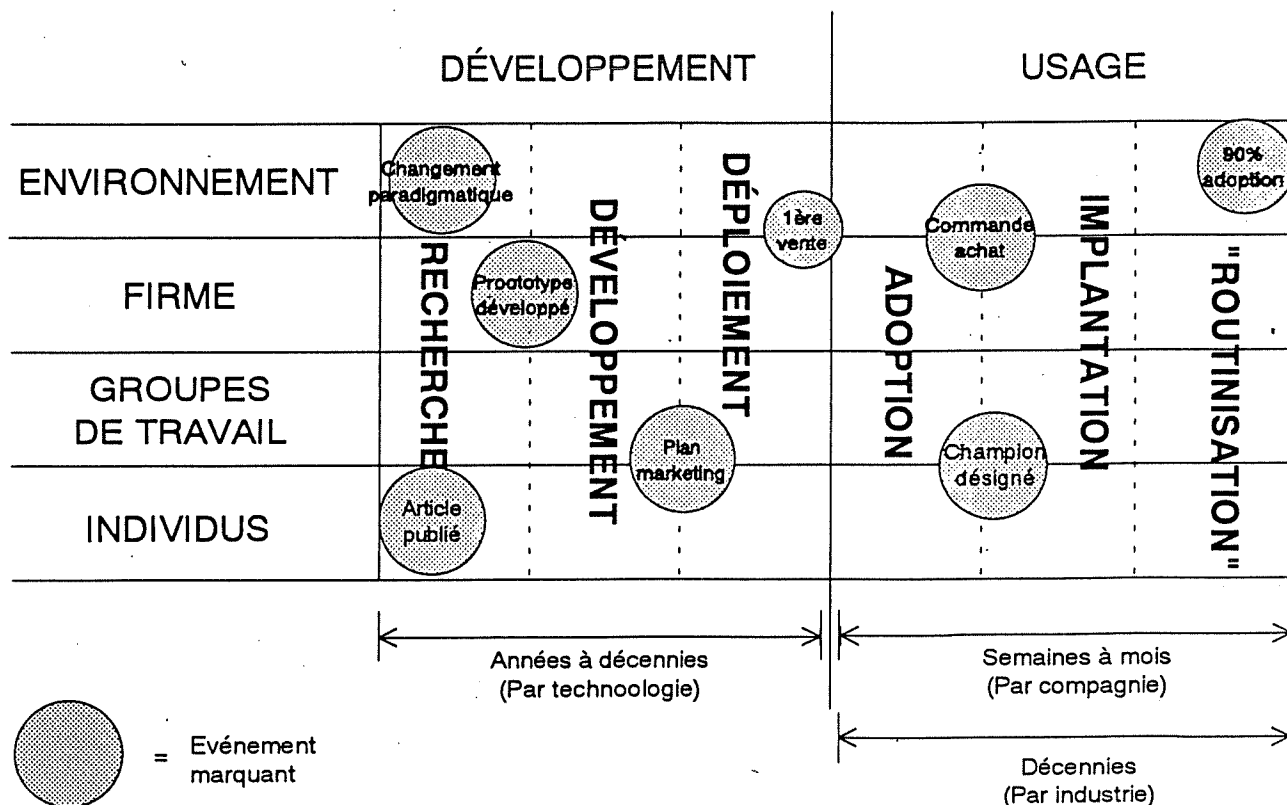 DÉVELOPPEMENT
USAGE
ENVIRONNEMENT
FIRME
GROUPES
DE TRAVAIL
INDIVIDUS
Changement
paradigmatique
RECHERCHE
Article
publié
Prootype
développé
DÉVELOPPEMENT
Plan
marketing
DÉPLOIEMENT
1ère
vente
ADOPTION
Commande
achat
Champion
désigné
IMPLANTATION
90%
adoption
"ROUTINISATION"
Années à décennies
(Par technoologie)
Semaines à mois
(Par compagnie)
Décennies
(Par industrie)
= Evénement
marquant